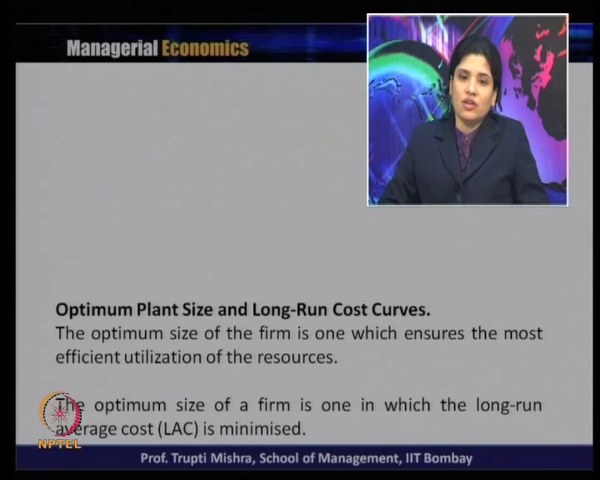 Managerial Economics
Optimum Plant Size and Long-Run Cost Curves.
The optimum size of the firm is one which ensures the most
efficient utilization of the resources.
The optimum size of a firm is one in which the long-run
average cost (LAC) is minimised.
NPTEL
Prof. Trupti Mishra, School of Management, IIT Bombay